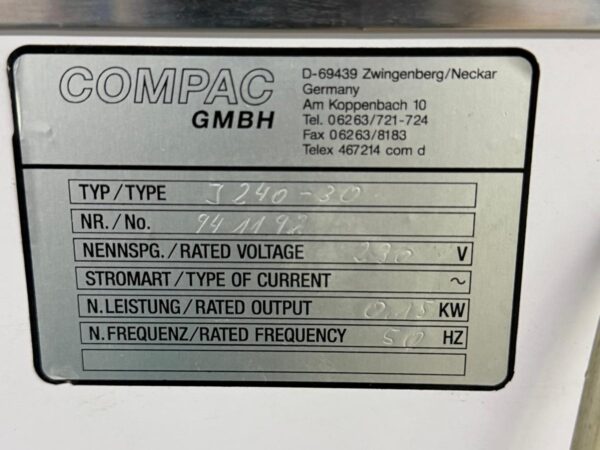 COMPAC
GMBH
D-69439 Zwingenberg/Neckar
Germany
Am Koppenbach 10
Tel. 06263/721-724
Fax 06263/8183
Telex 467214 com d
TYP/TYPE J240-30
NR./No. 941192
NENNSPG./RATED VOLTAGE 230 V
STROMART/TYPE OF CURRENT ~
N.LEISTUNG/RATED OUTPUT 0.15 KW
N.FREQUENZ/RATED FREQUENCY 50 HZ